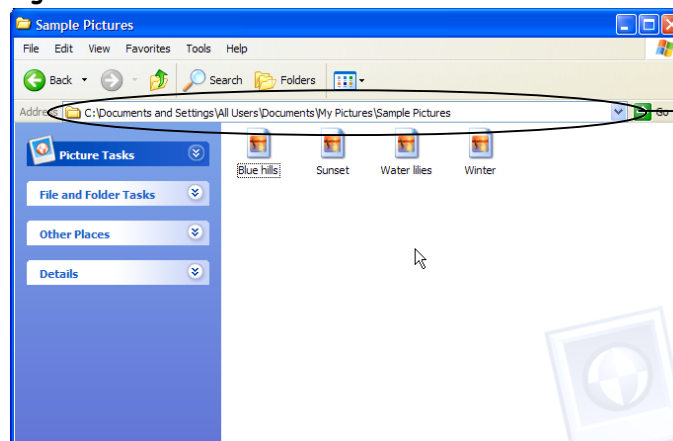 Sample Pictures
File Edit View Favorites Tools Help
Back Search Folders
Address C:\Documents and Settings\All Users\Documents\My Pictures\Sample Pictures Go
Picture Tasks
Blue hills Sunset Water lilies Winter
File and Folder Tasks
Other Places
Details